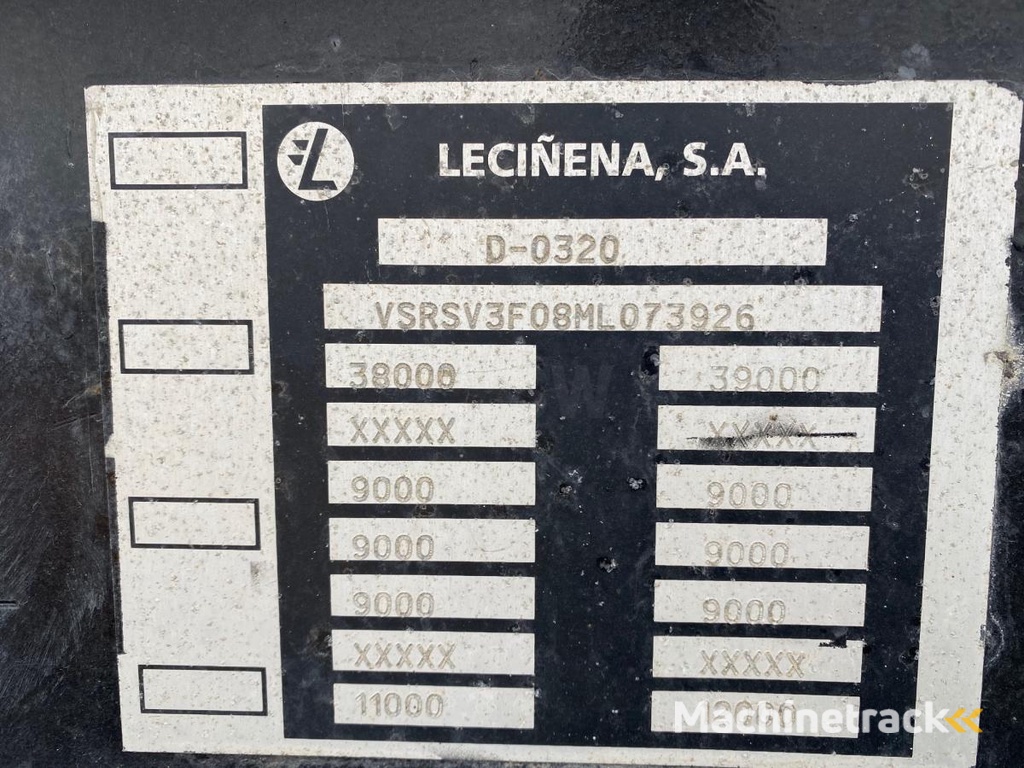 L
LECIÑENA, S.A.
D-0320
VSRSV3F08ML073926
38000 39000
XXXXX XXXXX
9000 9000
9000 9000
9000 9000
XXXXX XXXXX
11000
Machinetrack